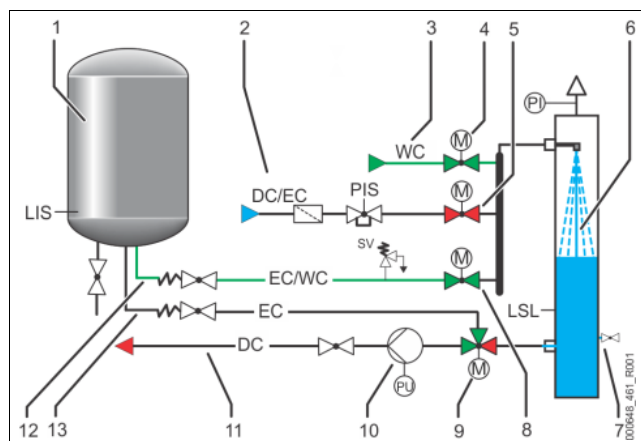 1 2 3 4 5 6
PI
M
WC
M
DC/EC PIS
LIS
SV
M
EC/WC
EC LSL
DC
PU M
12 13 11 10 9 8 7
000648_461_R001